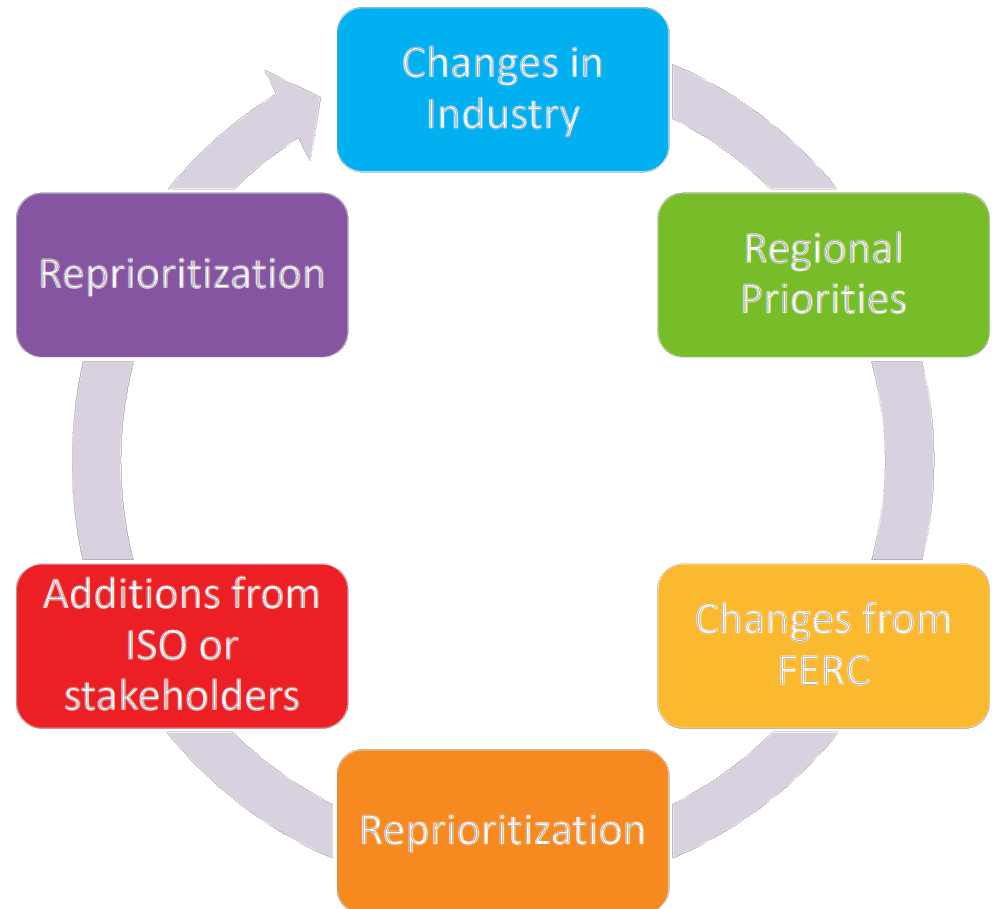 Changes in
Industry
Regional
Priorities
Changes from
FERC
Reprioritization
Additions from
ISO or
stakeholders
Reprioritization